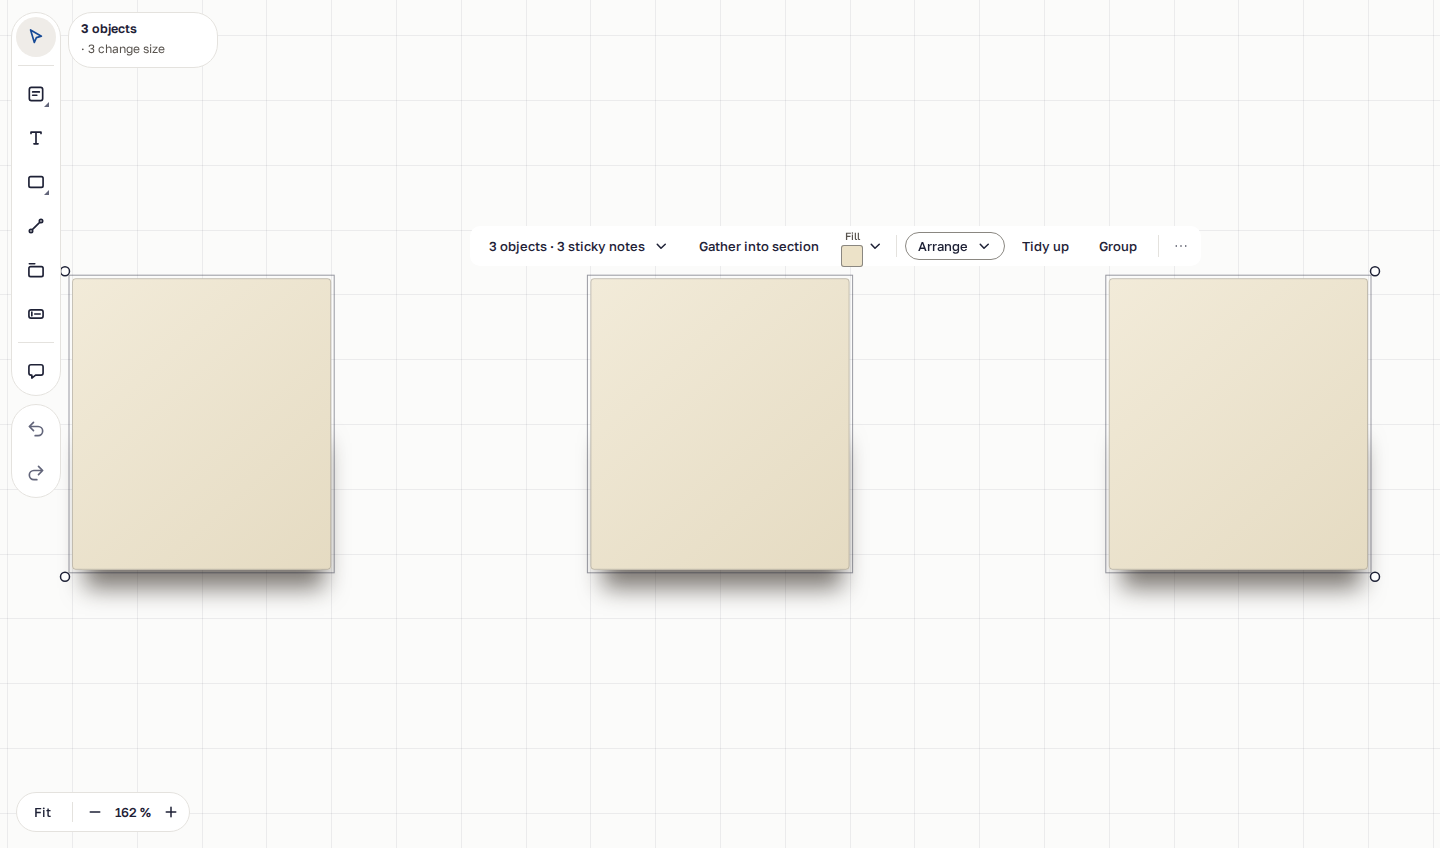 3 objects
· 3 change size
3 objects · 3 sticky notes
Gather into section
Fill
Arrange
Tidy up
Group
Fit
162 %